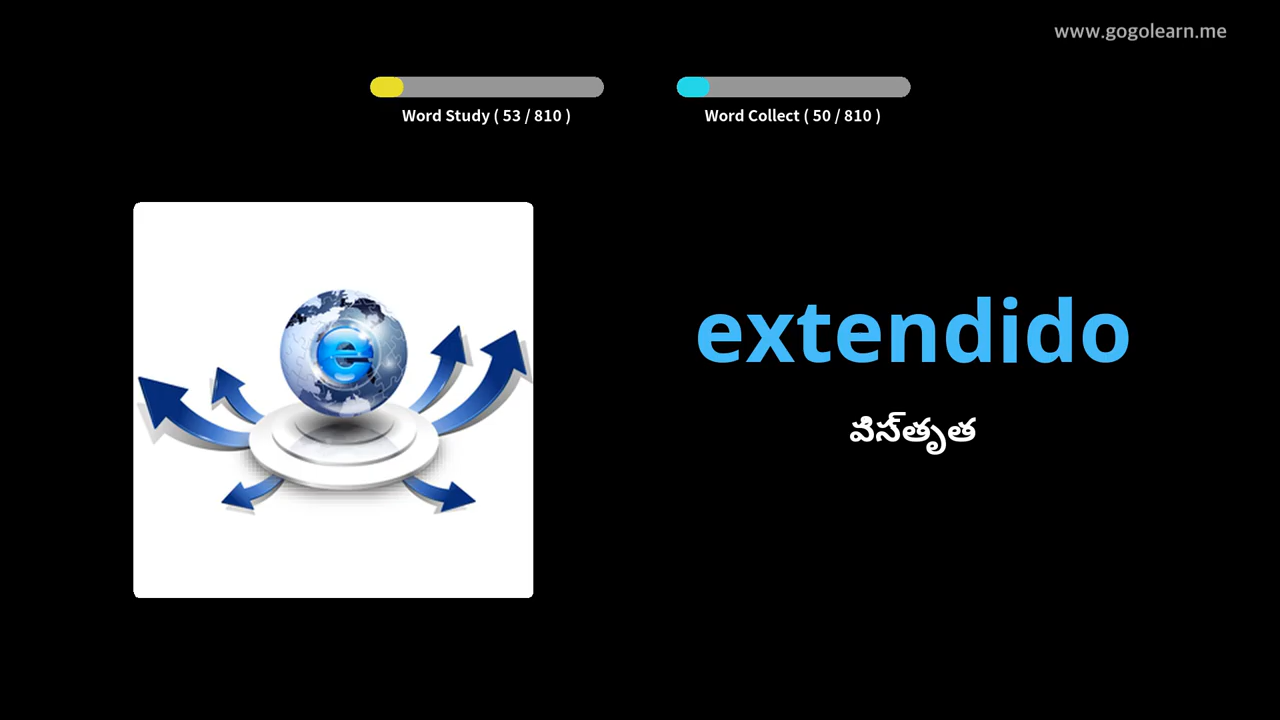 www.gogolearn.me
Word Study ( 53 / 810 )
Word Collect ( 50 / 810 )
e
extendido
విస్తృత